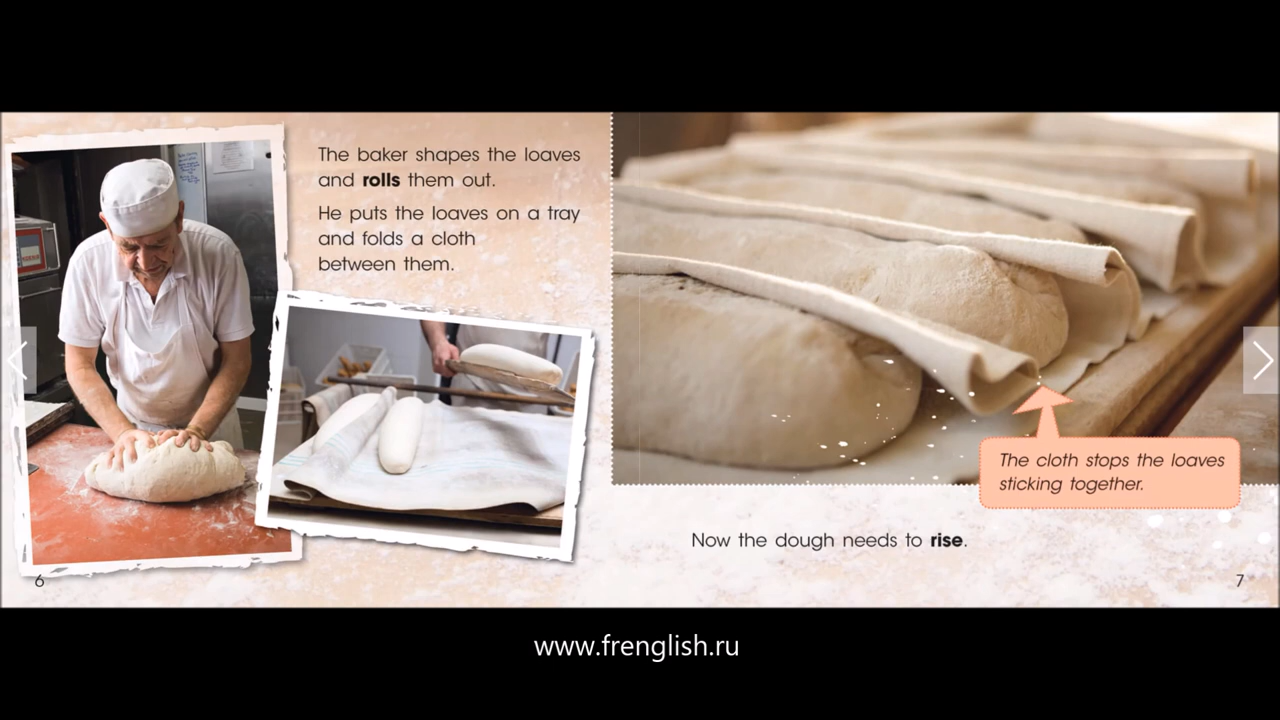 The baker shapes the loaves
and rolls them out.
He puts the loaves on a tray
and folds a cloth
between them.
6
The cloth stops the loaves
sticking together.
Now the dough needs to rise.
7
www.frenglish.ru